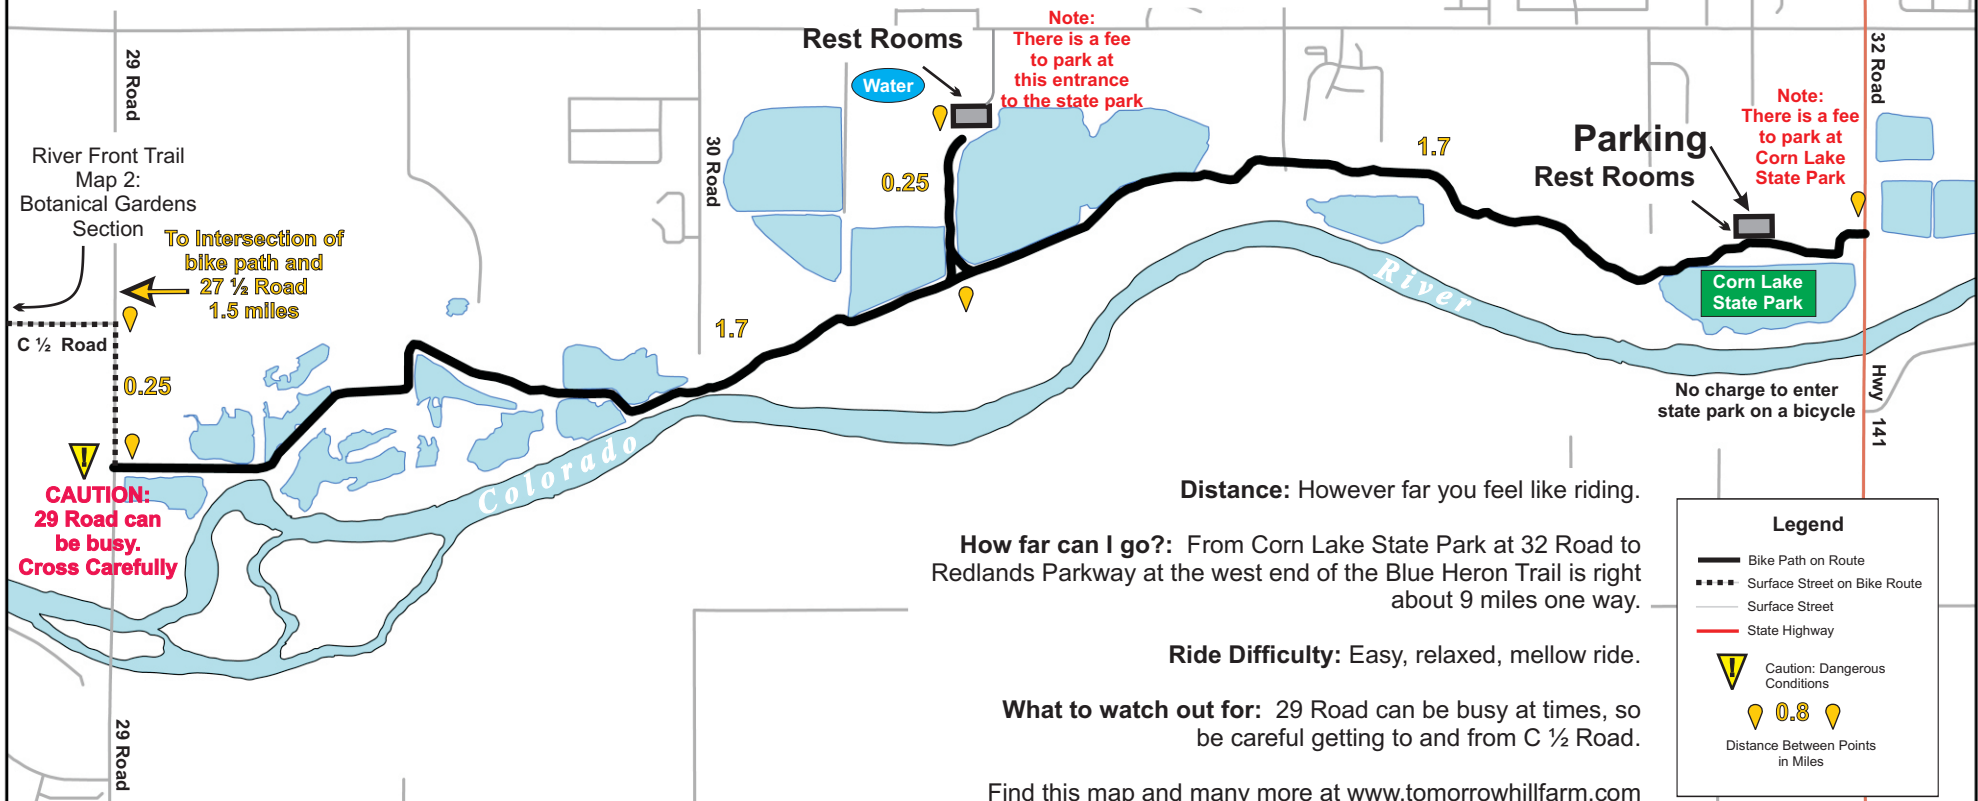 29 Road
River Front Trail
Map 2:
Botanical Gardens
Section
To Intersection of
bike path and
27 ½ Road
1.5 miles
C ½ Road
0.25
!
CAUTION:
29 Road can
be busy.
Cross Carefully
29 Road
30 Road
1.7
Colorado
Rest Rooms
Water
0.25
Note:
There is a fee
to park at
this entrance
to the state park
1.7
River
Parking
Rest Rooms
Note:
There is a fee
to park at
Corn Lake
State Park
32 Road
Corn Lake
State Park
No charge to enter
state park on a bicycle
Hwy 141
Distance: However far you feel like riding.
How far can I go?: From Corn Lake State Park at 32 Road to
Redlands Parkway at the west end of the Blue Heron Trail is right
about 9 miles one way.
Ride Difficulty: Easy, relaxed, mellow ride.
What to watch out for: 29 Road can be busy at times, so
be careful getting to and from C ½ Road.
Find this map and many more at www.tomorrowhillfarm.com
Legend
Bike Path on Route
Surface Street on Bike Route
Surface Street
State Highway
!
Caution: Dangerous
Conditions
0.8
Distance Between Points
in Miles